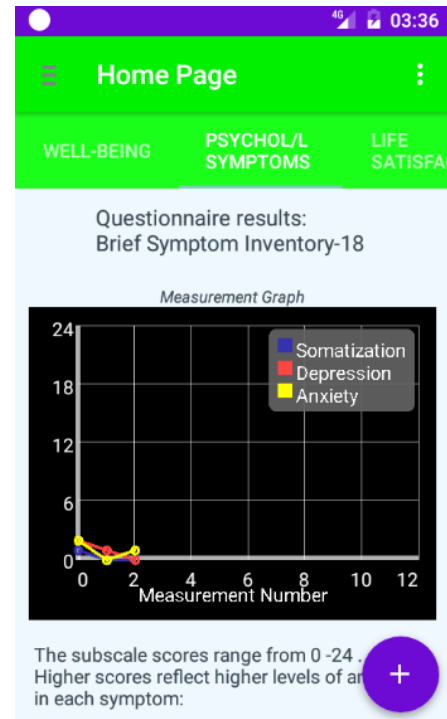 4G 03:36
Home Page
WELL-BEING
PSYCHOL/L
SYMPTOMS
LIFE
SATISFA
Questionnaire results:
Brief Symptom Inventory-18
Measurement Graph
24
18
12
6
0
Somatization
Depression
Anxiety
0 2 4 6 8 10 12
Measurement Number
The subscale scores range from 0 -24 .
Higher scores reflect higher levels of
in each symptom:
+